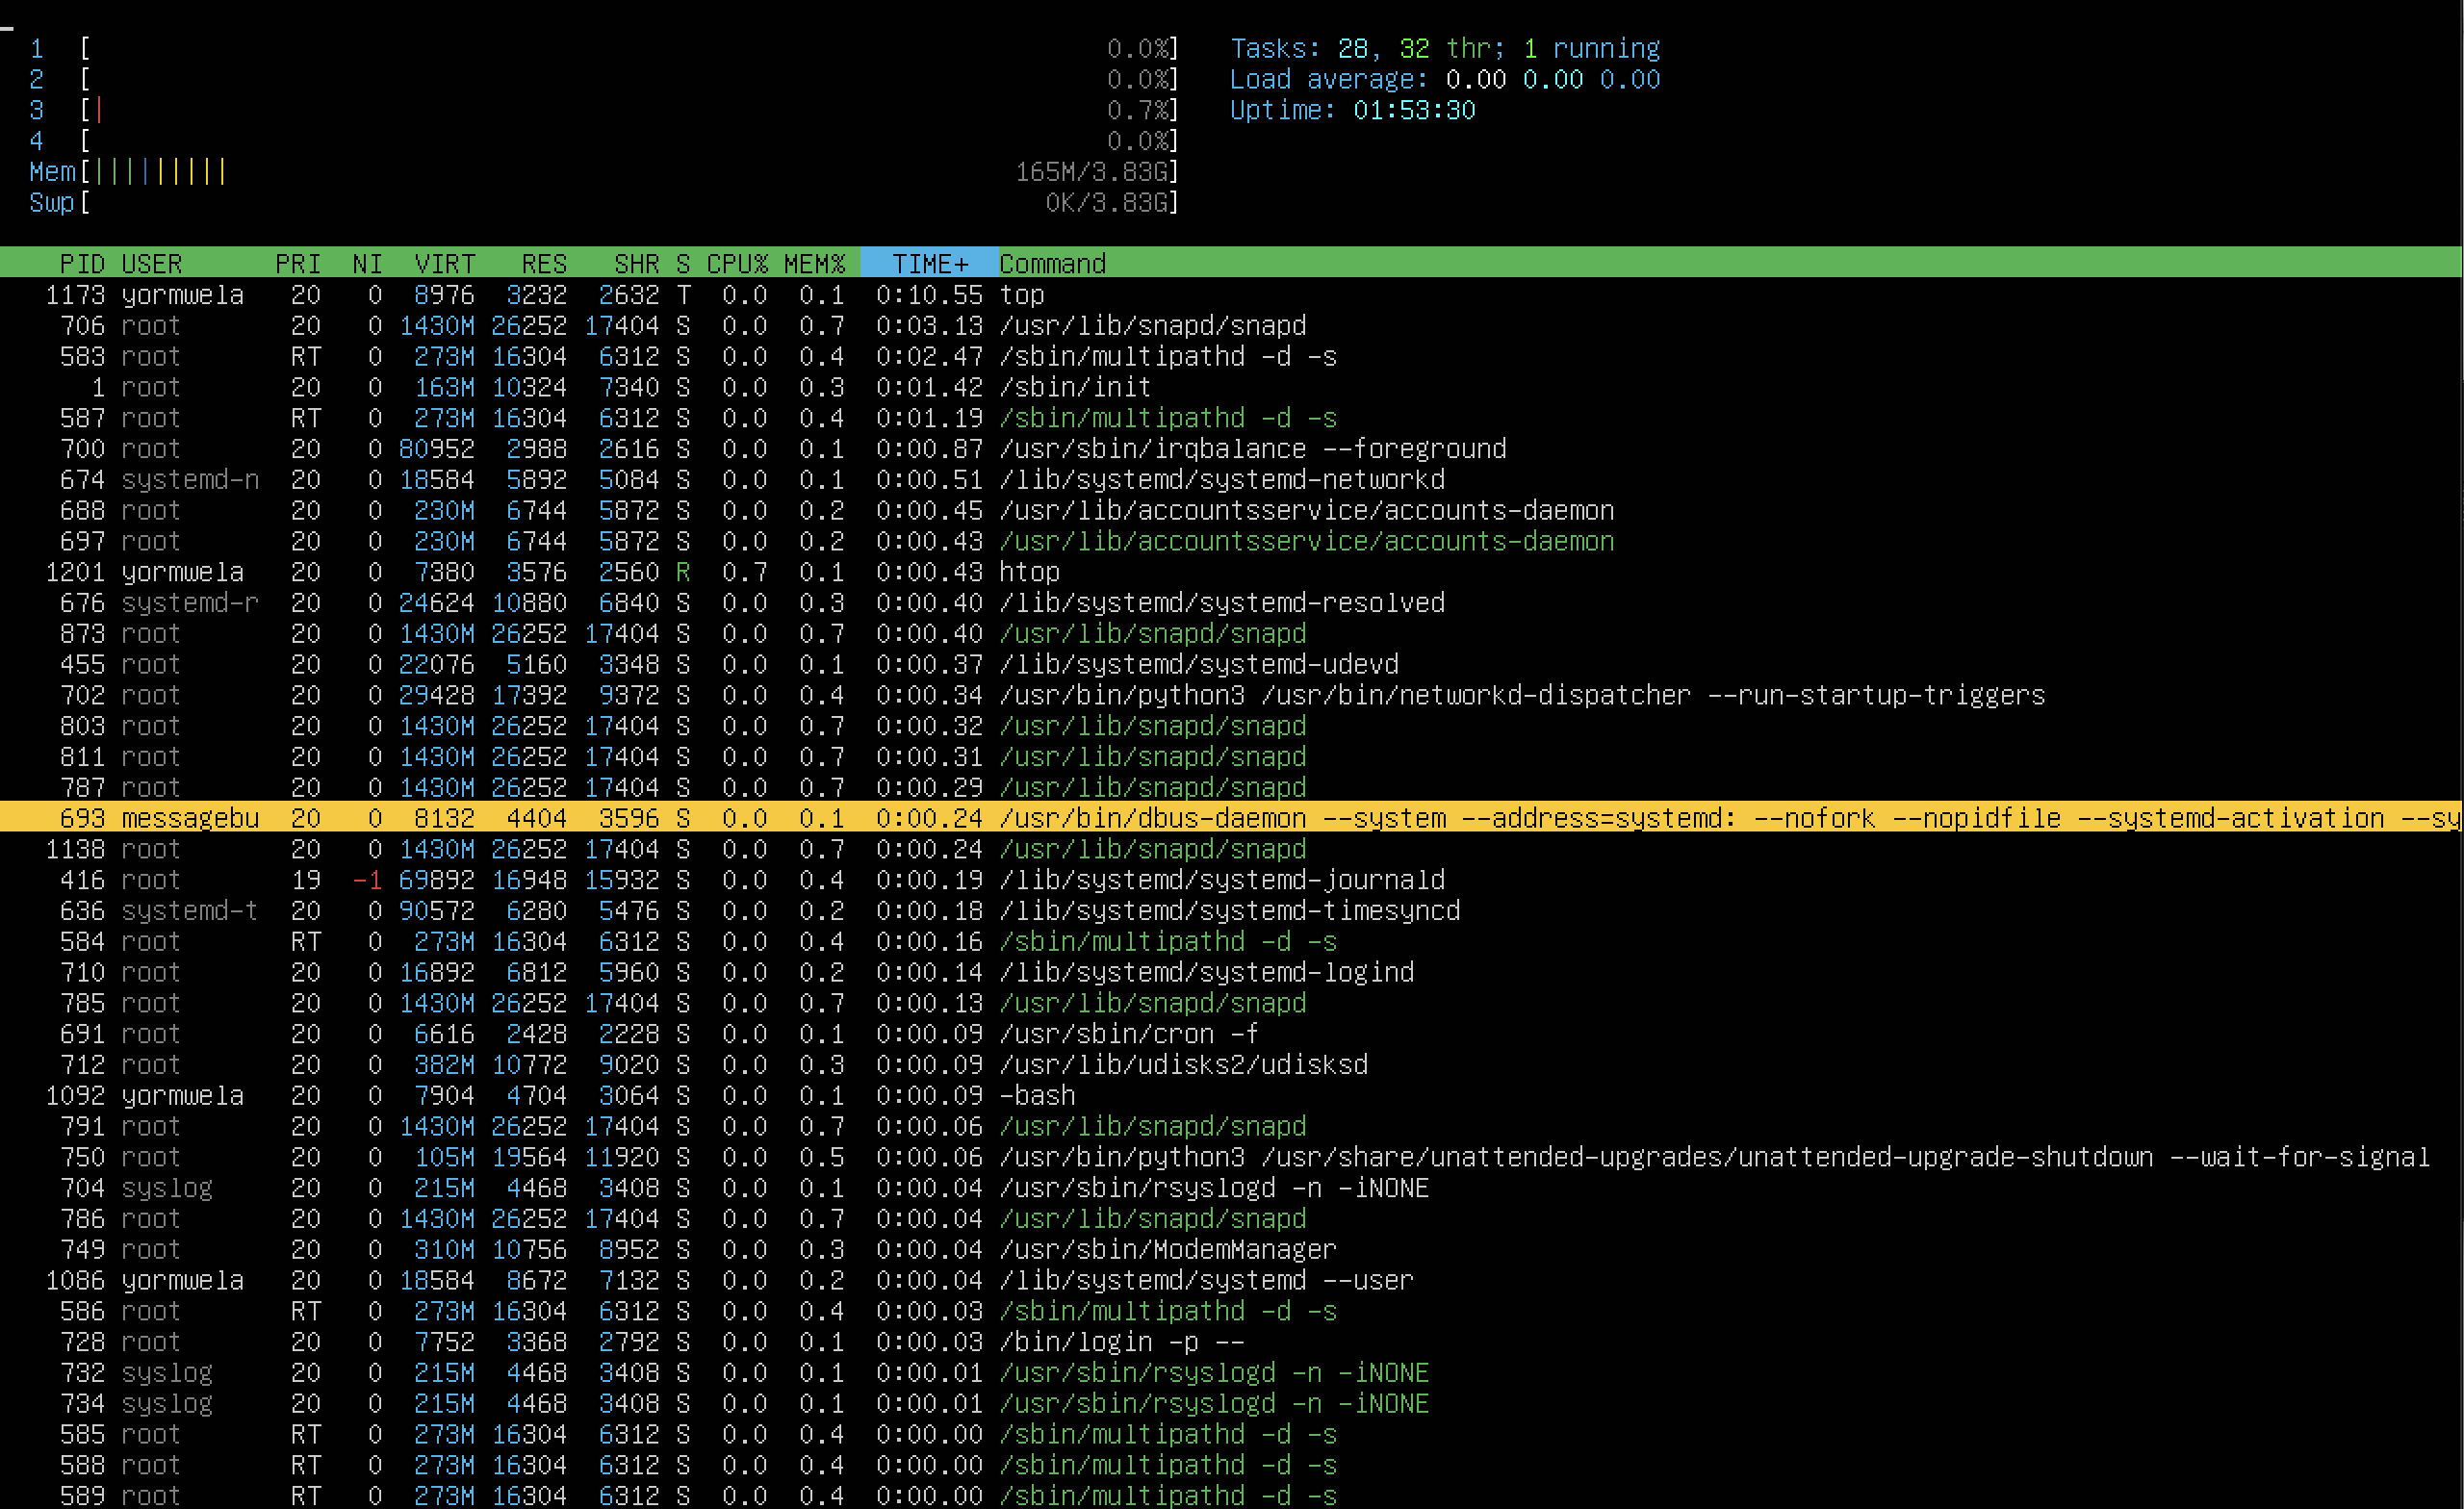 1 [ 0.0%] Tasks: 28, 32 thr; 1 running
2 [ 0.0%] Load average: 0.00 0.00 0.00
3 [| 0.7%] Uptime: 01:53:30
4 [ 0.0%]
Mem[||||||||| 165M/3.83G]
Swp[ 0K/3.83G]
PID USER PRI NI VIRT RES SHR S CPU% MEM% TIME+ Command
1173 yormwela 20 0 8976 3232 2632 T 0.0 0.1 0:10.55 top
706 root 20 0 1430M 26252 17404 S 0.0 0.7 0:03.13 /usr/lib/snapd/snapd
583 root RT 0 273M 16304 6312 S 0.0 0.4 0:02.47 /sbin/multipathd -d -s
1 root 20 0 163M 10324 7340 S 0.0 0.3 0:01.42 /sbin/init
587 root RT 0 273M 16304 6312 S 0.0 0.4 0:01.19 /sbin/multipathd -d -s
700 root 20 0 80952 2988 2616 S 0.0 0.1 0:00.87 /usr/sbin/irqbalance --foreground
674 systemd-n 20 0 18584 5892 5084 S 0.0 0.1 0:00.51 /lib/systemd/systemd-networkd
688 root 20 0 230M 6744 5872 S 0.0 0.2 0:00.45 /usr/lib/accountsservice/accounts-daemon
697 root 20 0 230M 6744 5872 S 0.0 0.2 0:00.43 /usr/lib/accountsservice/accounts-daemon
1201 yormwela 20 0 7380 3576 2560 R 0.7 0.1 0:00.43 htop
676 systemd-r 20 0 24624 10880 6840 S 0.0 0.3 0:00.40 /lib/systemd/systemd-resolved
873 root 20 0 1430M 26252 17404 S 0.0 0.7 0:00.40 /usr/lib/snapd/snapd
455 root 20 0 22076 5160 3348 S 0.0 0.1 0:00.37 /lib/systemd/systemd-udevd
702 root 20 0 29428 17392 9372 S 0.0 0.4 0:00.34 /usr/bin/python3 /usr/bin/networkd-dispatcher --run-startup-triggers
803 root 20 0 1430M 26252 17404 S 0.0 0.7 0:00.32 /usr/lib/snapd/snapd
811 root 20 0 1430M 26252 17404 S 0.0 0.7 0:00.31 /usr/lib/snapd/snapd
787 root 20 0 1430M 26252 17404 S 0.0 0.7 0:00.29 /usr/lib/snapd/snapd
693 messagebu 20 0 8132 4404 3596 S 0.0 0.1 0:00.24 /usr/bin/dbus-daemon --system --address=systemd: --nofork --nopidfile --systemd-activation --sy
1138 root 20 0 1430M 26252 17404 S 0.0 0.7 0:00.24 /usr/lib/snapd/snapd
416 root 19 -1 69892 16948 15932 S 0.0 0.4 0:00.19 /lib/systemd/systemd-journald
636 systemd-t 20 0 90572 6280 5476 S 0.0 0.2 0:00.18 /lib/systemd/systemd-timesyncd
584 root RT 0 273M 16304 6312 S 0.0 0.4 0:00.16 /sbin/multipathd -d -s
710 root 20 0 16892 6812 5960 S 0.0 0.2 0:00.14 /lib/systemd/systemd-logind
785 root 20 0 1430M 26252 17404 S 0.0 0.7 0:00.13 /usr/lib/snapd/snapd
691 root 20 0 6616 2428 2228 S 0.0 0.1 0:00.09 /usr/sbin/cron -f
712 root 20 0 382M 10772 9020 S 0.0 0.3 0:00.09 /usr/lib/udisks2/udisksd
1092 yormwela 20 0 7904 4704 3064 S 0.0 0.1 0:00.09 -bash
791 root 20 0 1430M 26252 17404 S 0.0 0.7 0:00.06 /usr/lib/snapd/snapd
750 root 20 0 105M 19564 11920 S 0.0 0.5 0:00.06 /usr/bin/python3 /usr/share/unattended-upgrades/unattended-upgrade-shutdown --wait-for-signal
704 syslog 20 0 215M 4468 3408 S 0.0 0.1 0:00.04 /usr/sbin/rsyslogd -n -iNONE
786 root 20 0 1430M 26252 17404 S 0.0 0.7 0:00.04 /usr/lib/snapd/snapd
749 root 20 0 310M 10756 8952 S 0.0 0.3 0:00.04 /usr/sbin/ModemManager
1086 yormwela 20 0 18584 8672 7132 S 0.0 0.2 0:00.04 /lib/systemd/systemd --user
586 root RT 0 273M 16304 6312 S 0.0 0.4 0:00.03 /sbin/multipathd -d -s
728 root 20 0 7752 3368 2792 S 0.0 0.1 0:00.03 /bin/login -p --
732 syslog 20 0 215M 4468 3408 S 0.0 0.1 0:00.01 /usr/sbin/rsyslogd -n -iNONE
734 syslog 20 0 215M 4468 3408 S 0.0 0.1 0:00.01 /usr/sbin/rsyslogd -n -iNONE
585 root RT 0 273M 16304 6312 S 0.0 0.4 0:00.00 /sbin/multipathd -d -s
588 root RT 0 273M 16304 6312 S 0.0 0.4 0:00.00 /sbin/multipathd -d -s
589 root RT 0 273M 16304 6312 S 0.0 0.4 0:00.00 /sbin/multipathd -d -s